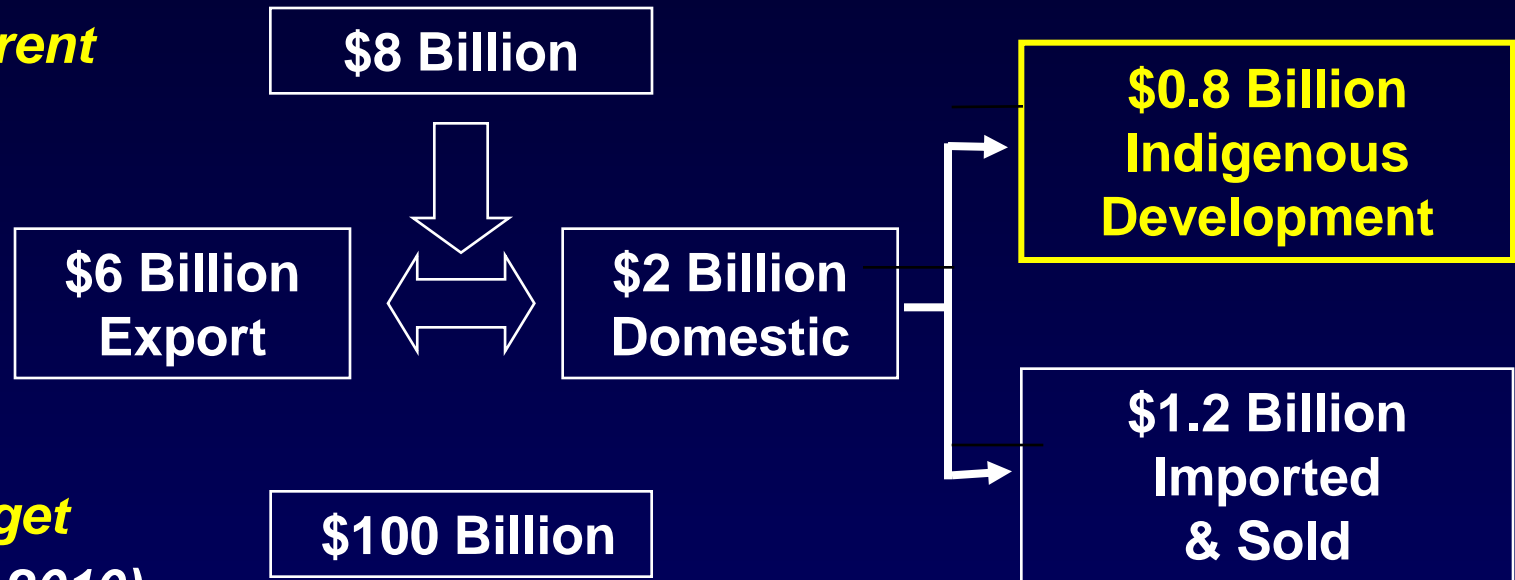 rent
$8 Billion
$0.8 Billion
Indigenous
Development
$6 Billion
Export
$2 Billion
Domestic
$1.2 Billion
Imported
& Sold
get
$100 Billion
2010)